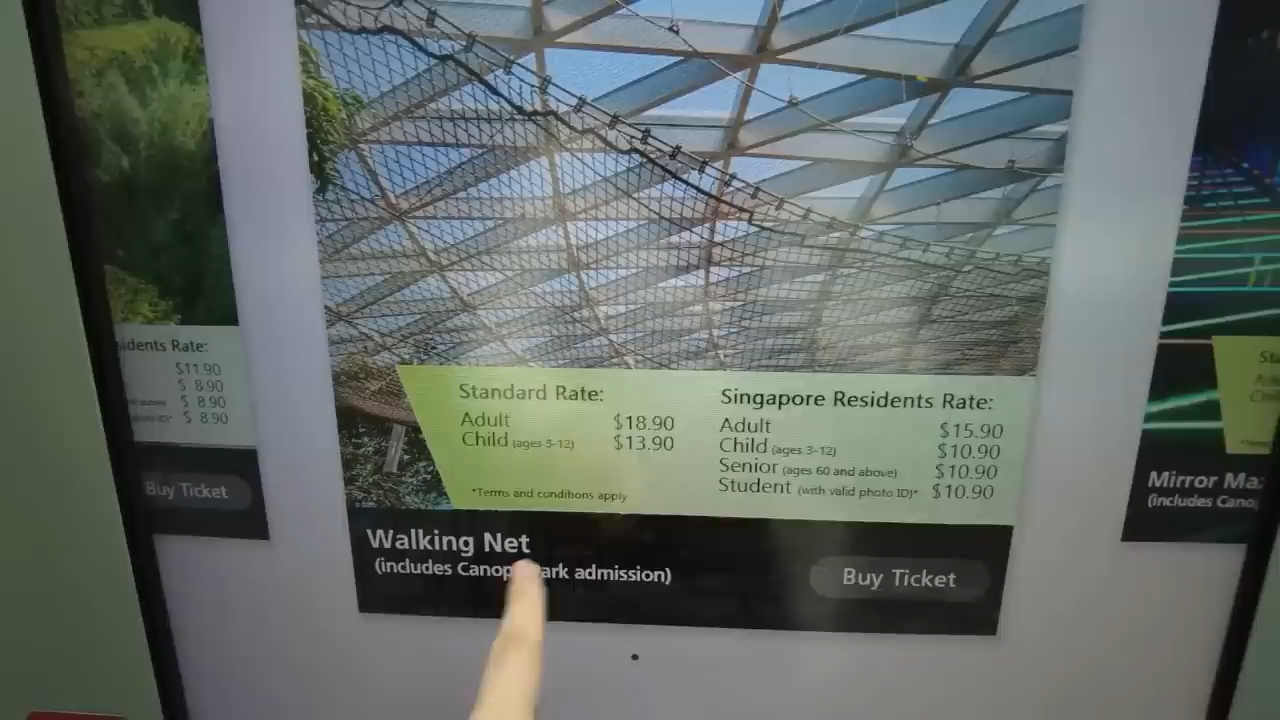 sidents Rate:
$11.90
$ 8.90
$ 8.90
$ 8.90
Buy Ticket
Standard Rate:
Adult $18.90
Child (ages 3-12) $13.90
*Terms and conditions apply
Singapore Residents Rate:
Adult $15.90
Child (ages 3-12) $10.90
Senior (ages 60 and above) $10.90
Student (with valid photo ID)* $10.90
Walking Net
(includes Canop ark admission)
Buy Ticket
Mirror Ma
(includes Cano